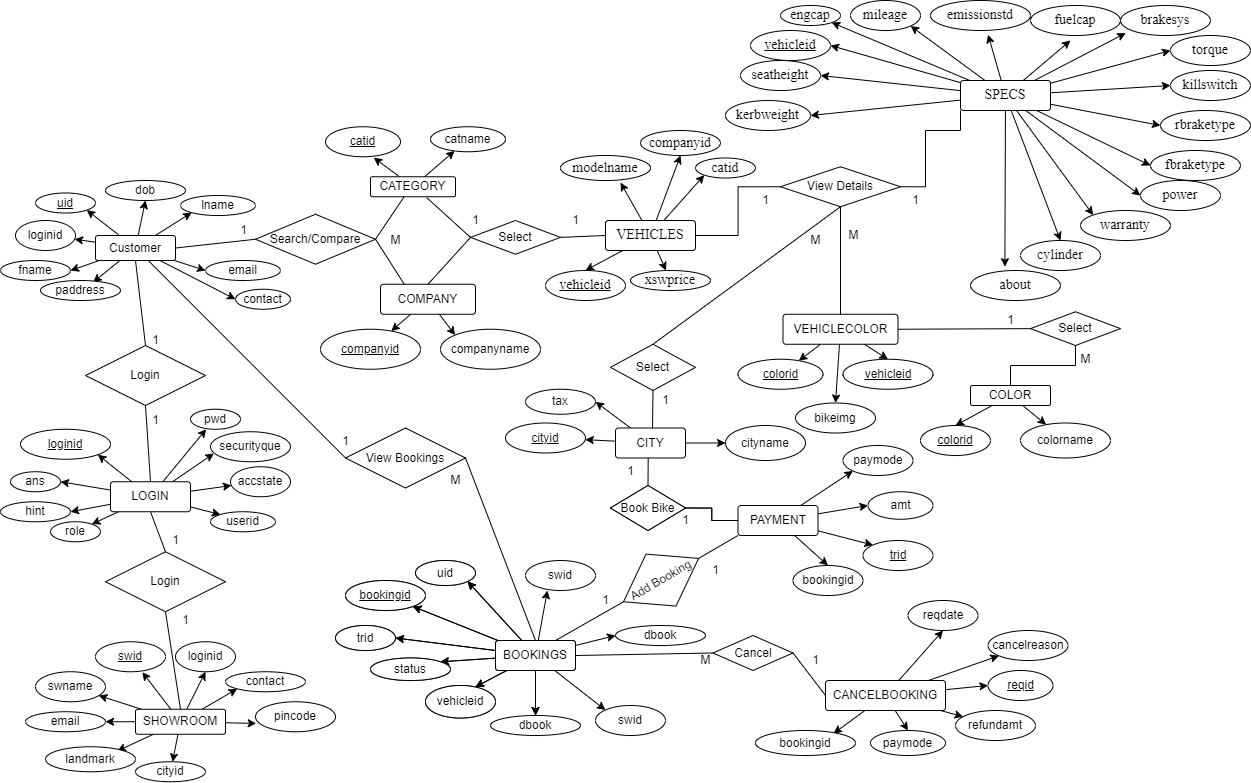 engcap
mileage
emissionstd
fuelcap
brakesys
vehicleid
torque
seatheight
SPECS
killswitch
kerbweight
rbraketype
fbraketype
power
warranty
cylinder
about
catid
catname
CATEGORY
companyid
modelname
catid
View Details
1
1
M
M
uid
dob
lname
loginid
Customer
fname
paddress
email
contact
1
Search/Compare
M
1
Select
1
VEHICLES
vehicleid
xswprice
COMPANY
companyid
companyname
VEHICLECOLOR
1
Select
M
colorid
vehicleid
bikeimg
COLOR
colorid
colorname
1
Login
1
Select
1
tax
cityid
CITY
cityname
1
Book Bike
1
loginid
pwd
securityque
ans
LOGIN
accstate
hint
role
userid
1
View Bookings
M
paymode
PAYMENT
amt
trid
bookingid
1
Login
1
1
Add Booking
1
uid
swid
bookingid
trid
dbook
status
BOOKINGS
vehicleid
dbook
swid
M
Cancel
1
reqdate
cancelreason
CANCELBOOKING
reqid
refundamt
bookingid
paymode
swid
loginid
swname
contact
email
SHOWROOM
pincode
landmark
cityid